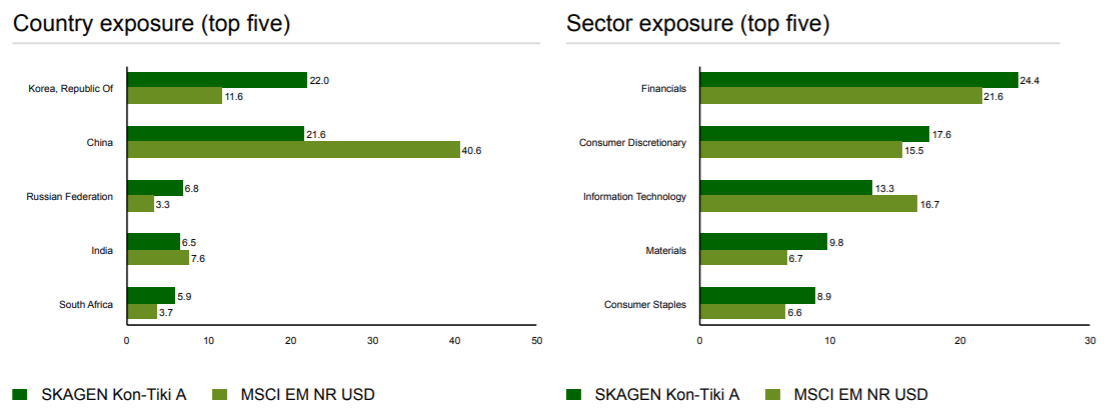 Country exposure (top five)
Korea, Republic Of
22.0
11.6
China
21.6
40.6
Russian Federation
6.8
3.3
India
6.5
7.6
South Africa
5.9
3.7
0 10 20 30 40 50
SKAGEN Kon-Tiki A MSCI EM NR USD
Sector exposure (top five)
Financials
24.4
21.6
Consumer Discretionary
17.6
15.5
Information Technology
13.3
16.7
Materials
9.8
6.7
Consumer Staples
8.9
6.6
0 10 20 30
SKAGEN Kon-Tiki A MSCI EM NR USD